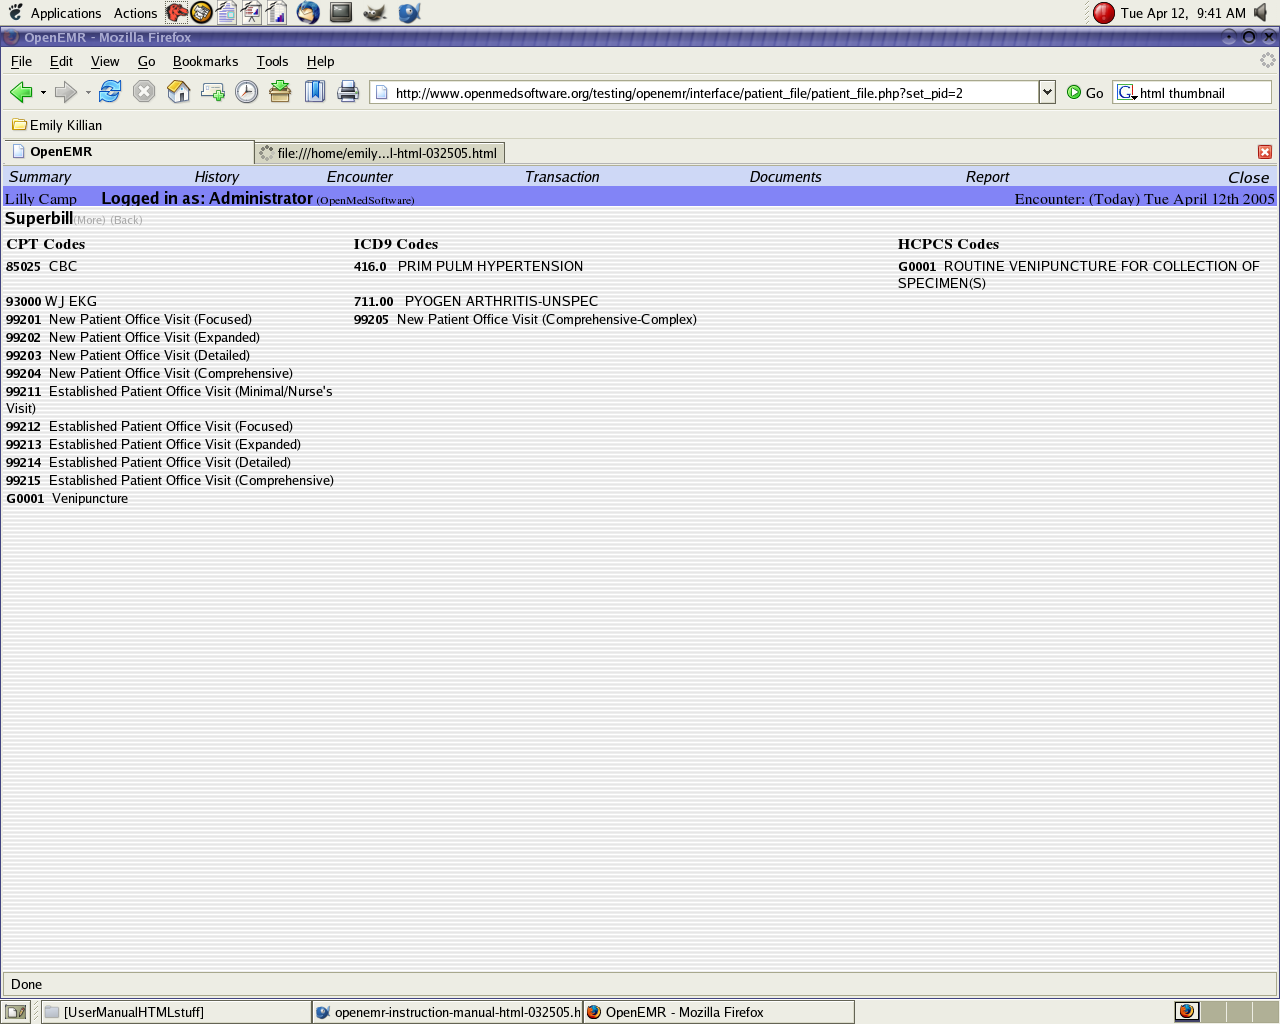 Applications Actions Tue Apr 12, 9:41 AM
OpenEMR - Mozilla Firefox
File Edit View Go Bookmarks Tools Help
http://www.openmedsoftware.org/testing/openemr/interface/patient_file/patient_file.php?set_pid=2 Go G html thumbnail
Emily Killian
OpenEMR file:///home/emily...l-html-032505.html
Summary History Encounter Transaction Documents Report Close
Lilly Camp Logged in as: Administrator (OpenMedSoftware) Encounter: (Today) Tue April 12th 2005
Superbill(More) (Back)
CPT Codes ICD9 Codes HCPCS Codes
85025 CBC 416.0 PRIM PULM HYPERTENSION G0001 ROUTINE VENIPUNCTURE FOR COLLECTION OF
SPECIMEN(S)
93000 WJ EKG 711.00 PYOGEN ARTHRITIS-UNSPEC
99201 New Patient Office Visit (Focused) 99205 New Patient Office Visit (Comprehensive-Complex)
99202 New Patient Office Visit (Expanded)
99203 New Patient Office Visit (Detailed)
99204 New Patient Office Visit (Comprehensive)
99211 Established Patient Office Visit (Minimal/Nurse's
Visit)
99212 Established Patient Office Visit (Focused)
99213 Established Patient Office Visit (Expanded)
99214 Established Patient Office Visit (Detailed)
99215 Established Patient Office Visit (Comprehensive)
G0001 Venipuncture
Done
[UserManualHTMLstuff] openemr-instruction-manual-html-032505.h OpenEMR - Mozilla Firefox